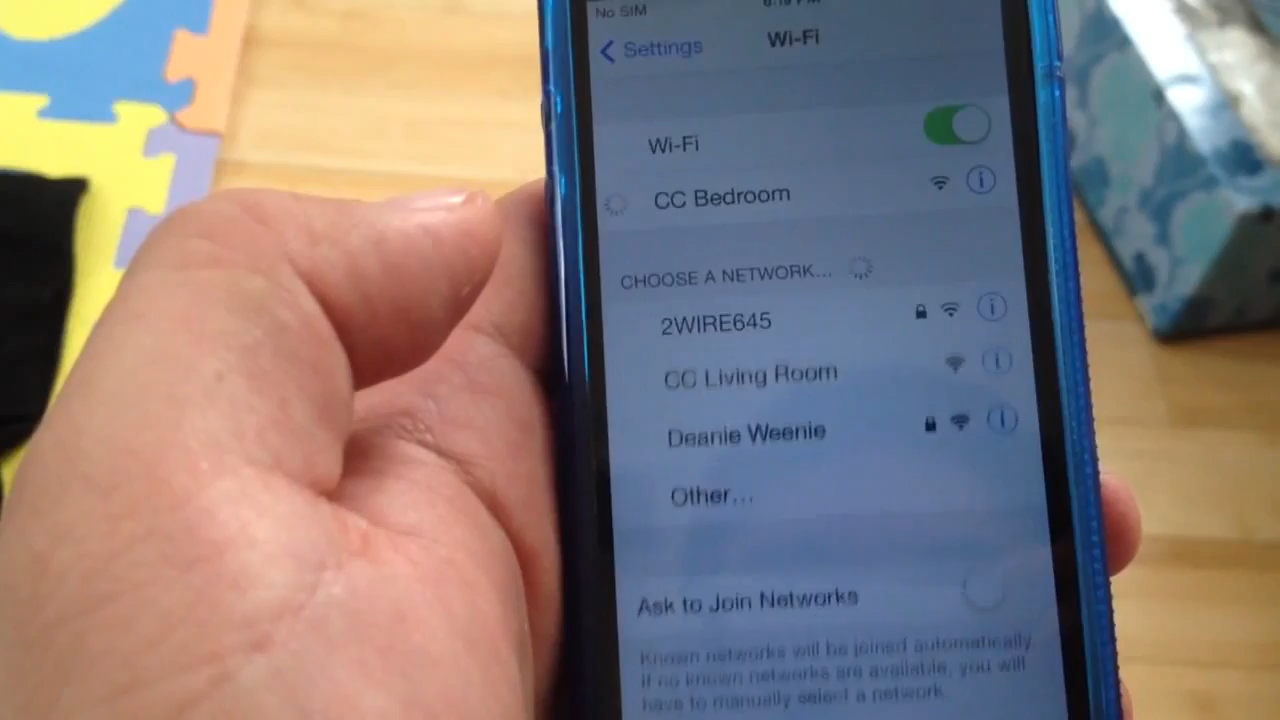 No SIM
Settings
Wi-Fi
Wi-Fi
CC Bedroom
CHOOSE A NETWORK...
2WIRE645
CC Living Room
Deanie Weenie
Other...
Ask to Join Networks
Known networks will be joined automatically.
If no known networks are available, you will
have to manually select a network.